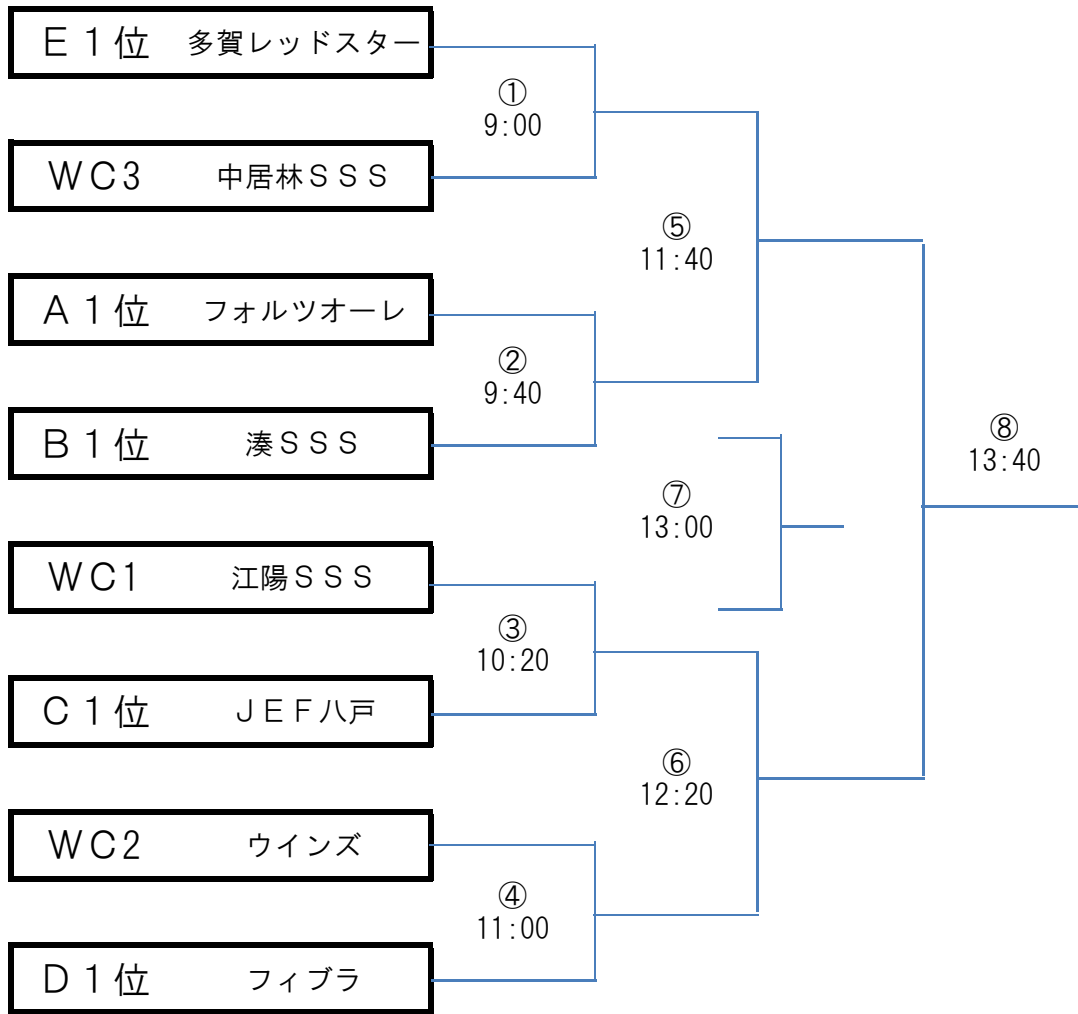 Ｅ１位 多賀レッドスター
①
9:00
ＷＣ3 中居林ＳＳＳ
⑤
11:40
Ａ１位 フォルツオーレ
②
9:40
Ｂ１位 湊ＳＳＳ
⑧
13:40
⑦
13:00
ＷＣ1 江陽ＳＳＳ
③
10:20
Ｃ１位 ＪＥＦ八戸
⑥
12:20
ＷＣ2 ウインズ
④
11:00
Ｄ１位 フィブラ